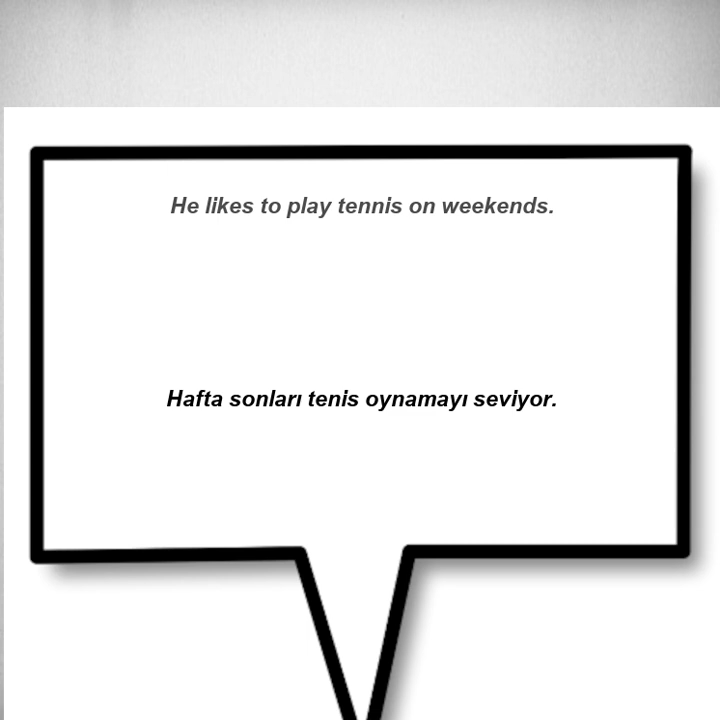 He likes to play tennis on weekends.
Hafta sonları tenis oynamayı seviyor.